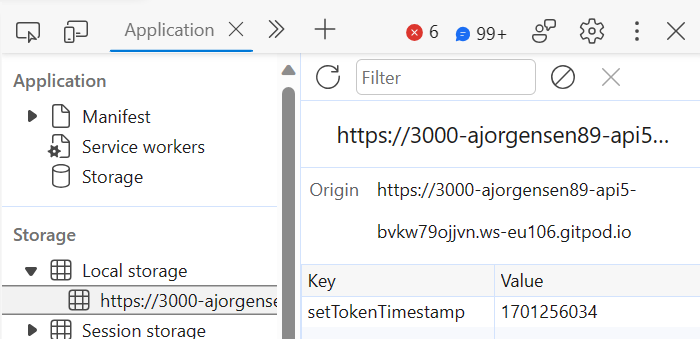 Application
6
99+
Application
Manifest
Service workers
Storage
Storage
Local storage
https://3000-ajorgense
Session storage
Filter
https://3000-ajorgensen89-api5...
Origin
https://3000-ajorgensen89-api5-
bvkw79ojjvn.ws-eu106.gitpod.io
Key Value
setTokenTimestamp 1701256034